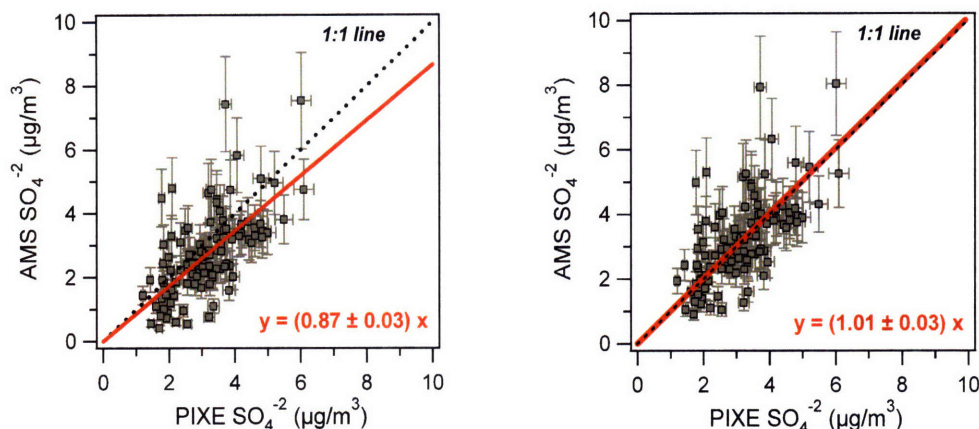 10
8
6
4
2
0
AMS SO₄⁻² (µg/m³)
1:1 line
y = (0.87 ± 0.03) x
0 2 4 6 8 10
PIXE SO₄⁻² (µg/m³)
10
8
6
4
2
0
AMS SO₄⁻² (µg/m³)
1:1 line
y = (1.01 ± 0.03) x
0 2 4 6 8 10
PIXE SO₄⁻² (µg/m³)